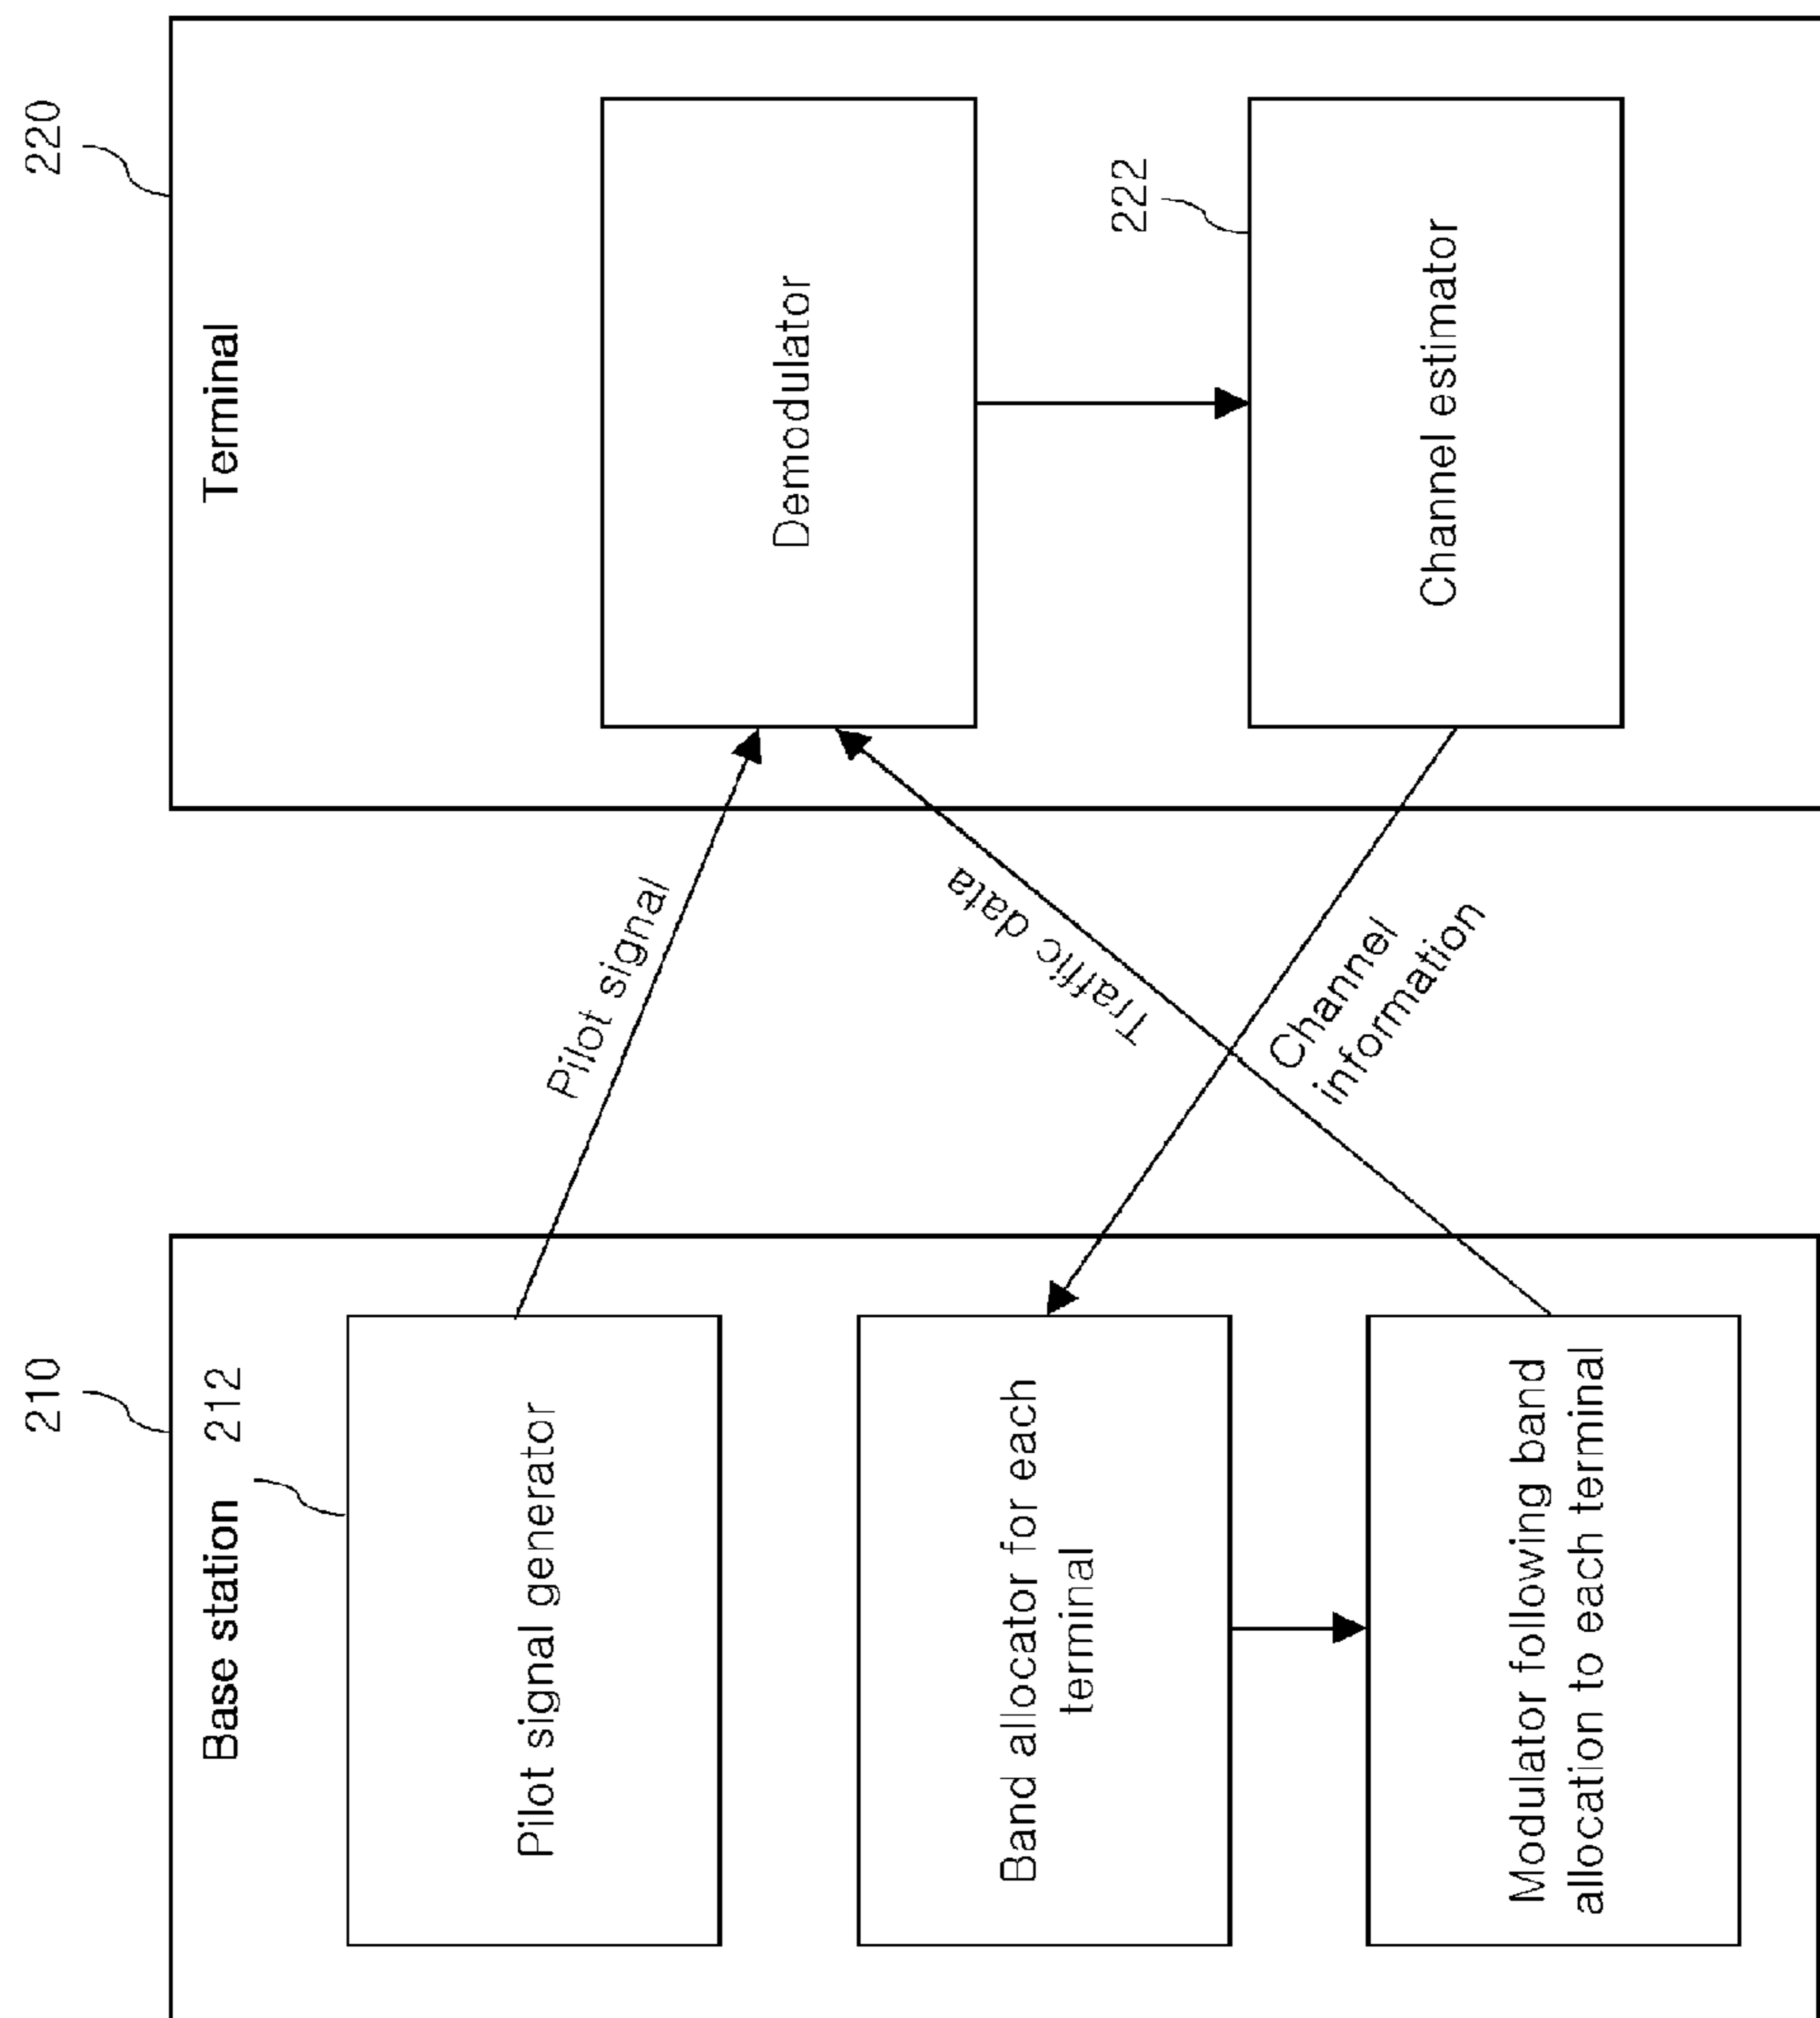 210
Base station
212
Pilot signal generator
Band allocator for each
terminal
Modulator following band
allocation to each terminal
Pilot signal
Traffic data
Channel
information
220
Terminal
Demodulator
222
Channel estimator